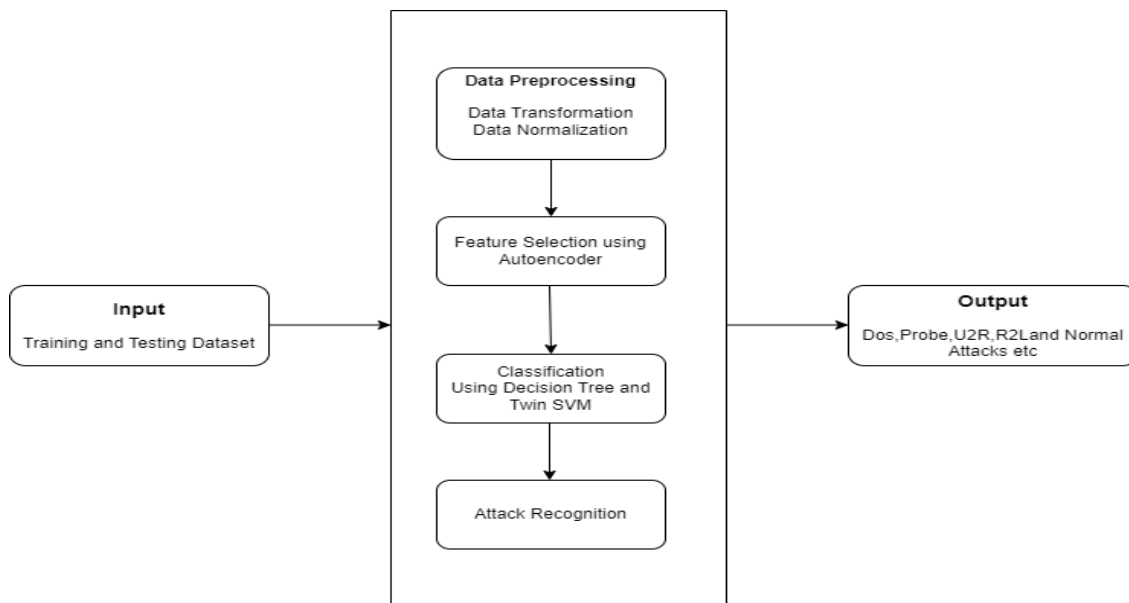 Input
Training and Testing Dataset
Data Preprocessing
Data Transformation
Data Normalization
Feature Selection using
Autoencoder
Classification
Using Decision Tree and
Twin SVM
Attack Recognition
Output
Dos,Probe,U2R,R2Land Normal
Attacks etc